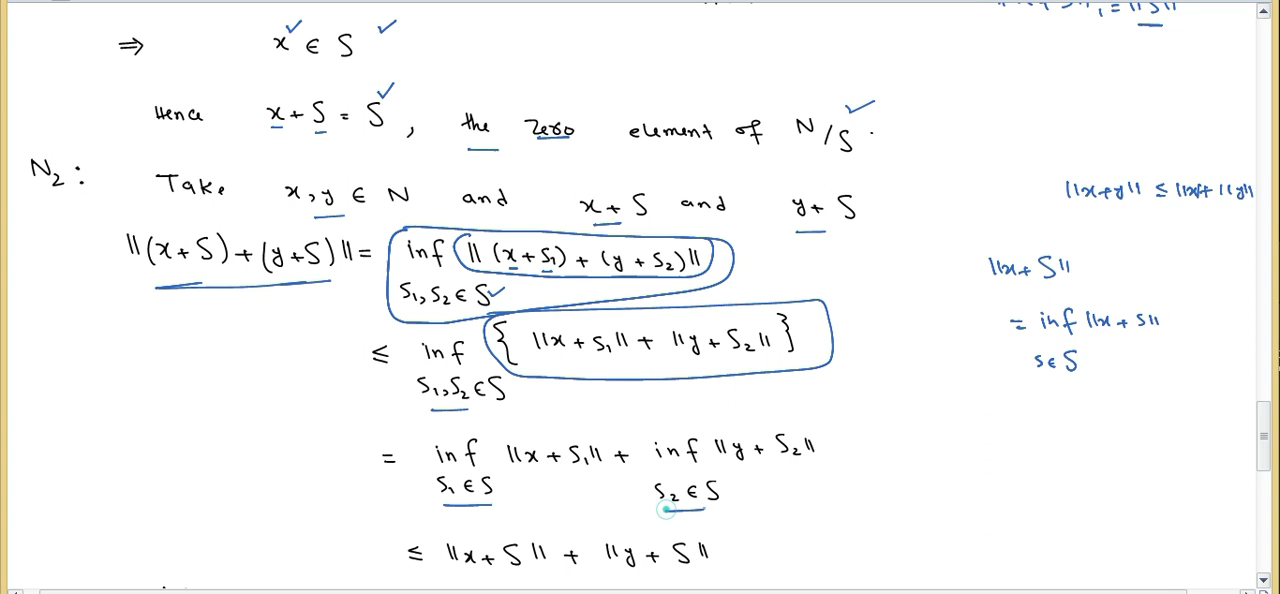 ⇒ x ∈ S
Hence x + S = S, the zero element of N/S.
N₂: Take x, y ∈ N and x + S and y + S
||x+y|| ≤ ||x|| + ||y||
||(x+S)+(y+S)|| = inf ||(x+S₁)+(y+S₂)||
S₁, S₂ ∈ S
||x+S||
= inf ||x+s||
s ∈ S
≤ inf { ||x+S₁|| + ||y+S₂|| }
S₁, S₂ ∈ S
= inf ||x+S₁|| + inf ||y+S₂||
S₁ ∈ S S₂ ∈ S
≤ ||x+S|| + ||y+S||